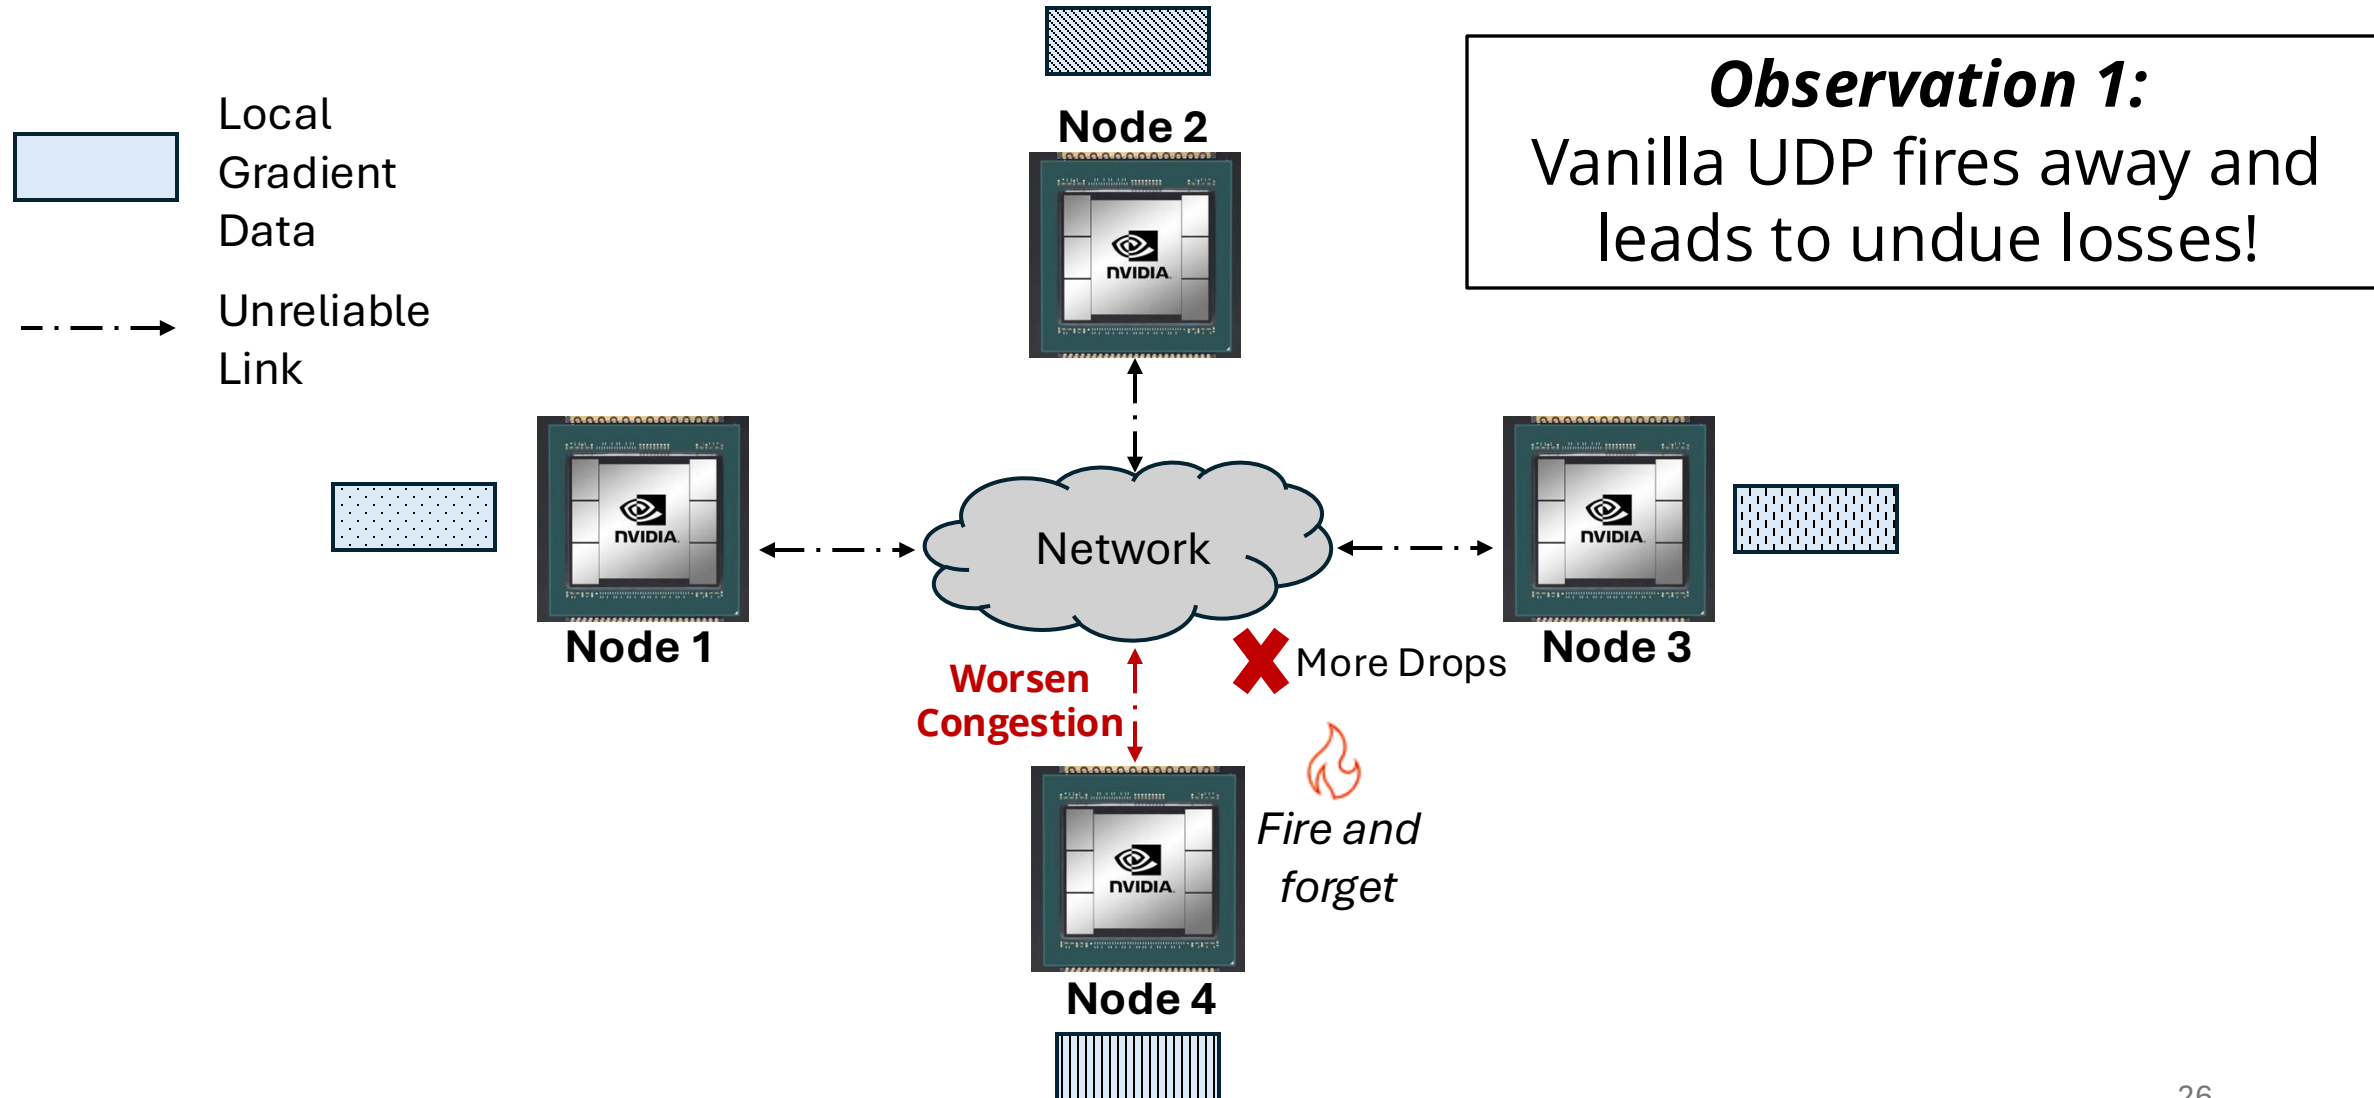 Local
Gradient
Data
Unreliable
Link
Node 2
NVIDIA
Observation 1:
Vanilla UDP fires away and
leads to undue losses!
NVIDIA
Node 1
Network
NVIDIA
Node 3
Worsen
Congestion
More Drops
NVIDIA
Fire and
forget
Node 4
26